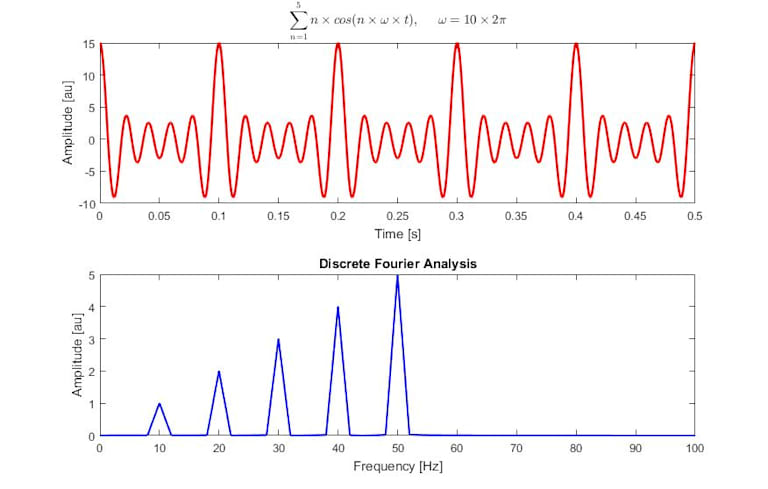 5
∑ n × cos(n × ω × t),    ω = 10 × 2π
n=1
15
10
5
0
-5
-10
Amplitude [au]
0 0.05 0.1 0.15 0.2 0.25 0.3 0.35 0.4 0.45 0.5
Time [s]
Discrete Fourier Analysis
5
4
3
2
1
0
Amplitude [au]
0 10 20 30 40 50 60 70 80 90 100
Frequency [Hz]